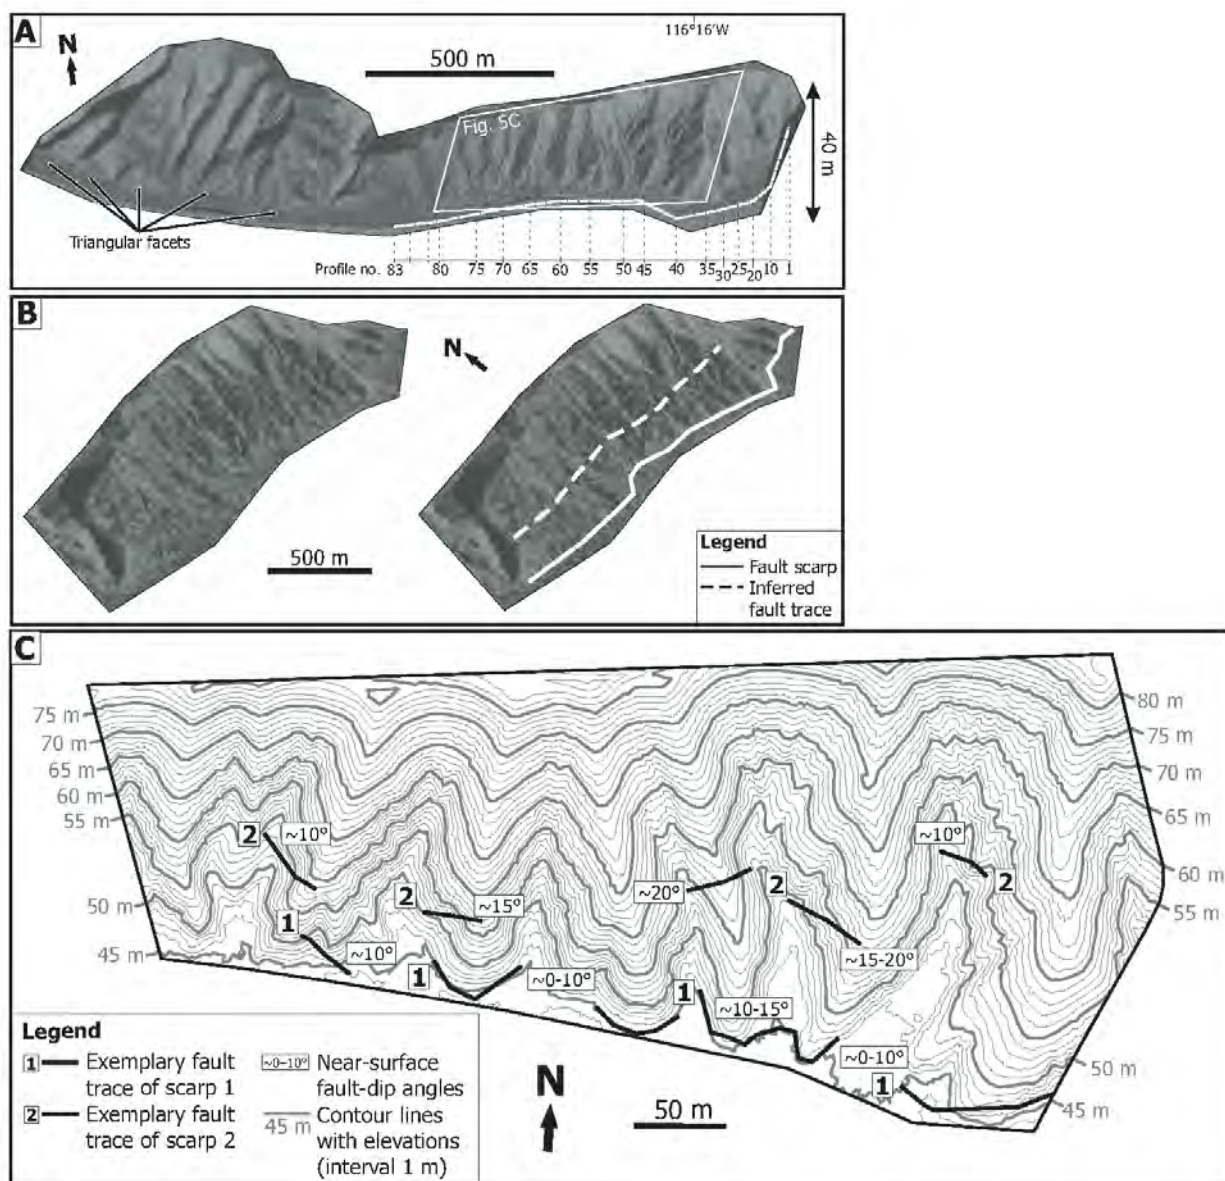 A
N
500 m
116°16'W
Fig. 5C
40 m
Triangular facets
Profile no. 83 80 75 70 65 60 55 50 45 40 35 30 25 20 10 1
B
N
500 m
Legend
Fault scarp
Inferred
fault trace
C
75 m
70 m
65 m
60 m
55 m
50 m
45 m
80 m
75 m
70 m
65 m
60 m
55 m
50 m
45 m
2 ~10°
2 ~15°
~20° 2
~10° 2
~15-20°
1 ~10°
1 ~0-10°
1 ~10-15°
~0-10°
1
Legend
1 Exemplary fault
trace of scarp 1
2 Exemplary fault
trace of scarp 2
~0-10° Near-surface
fault-dip angles
45 m Contour lines
with elevations
(interval 1 m)
N
50 m